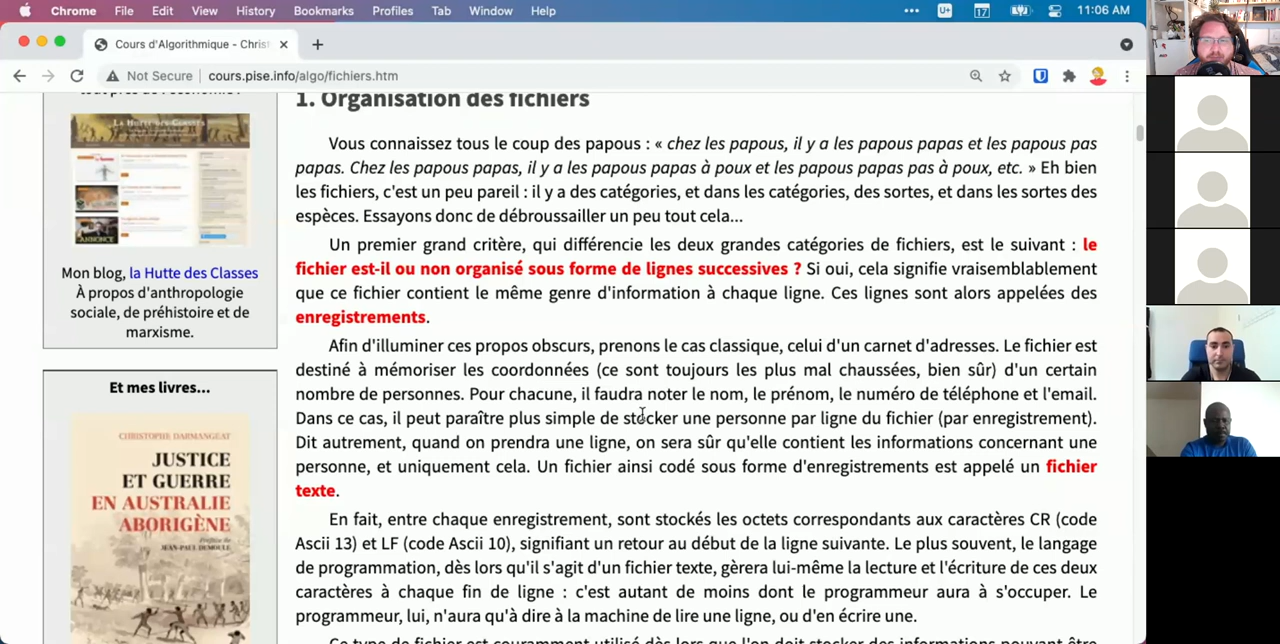 Chrome File Edit View History Bookmarks Profiles Tab Window Help ••• U+ 17 11:06 AM
Cours d'Algorithmique - Christ
Not Secure cours.pise.info/algo/fichiers.htm
LA HUTTE DES CLASSES
ANNONCE
Mon blog, la Hutte des Classes
À propos d'anthropologie
sociale, de préhistoire et de
marxisme.
Et mes livres...
CHRISTOPHE DARMANGEAT
JUSTICE
ET GUERRE
EN AUSTRALIE
ABORIGÈNE
Préface de
JEAN-PAUL DEMOULE
1. Organisation des fichiers
Vous connaissez tous le coup des papous : « chez les papous, il y a les papous papas et les papous pas
papas. Chez les papous papas, il y a les papous papas à poux et les papous papas pas à poux, etc. » Eh bien
les fichiers, c'est un peu pareil : il y a des catégories, et dans les catégories, des sortes, et dans les sortes des
espèces. Essayons donc de débroussailler un peu tout cela...
Un premier grand critère, qui différencie les deux grandes catégories de fichiers, est le suivant : le
fichier est-il ou non organisé sous forme de lignes successives ? Si oui, cela signifie vraisemblablement
que ce fichier contient le même genre d'information à chaque ligne. Ces lignes sont alors appelées des
enregistrements.
Afin d'illuminer ces propos obscurs, prenons le cas classique, celui d'un carnet d'adresses. Le fichier est
destiné à mémoriser les coordonnées (ce sont toujours les plus mal chaussées, bien sûr) d'un certain
nombre de personnes. Pour chacune, il faudra noter le nom, le prénom, le numéro de téléphone et l'email.
Dans ce cas, il peut paraître plus simple de stocker une personne par ligne du fichier (par enregistrement).
Dit autrement, quand on prendra une ligne, on sera sûr qu'elle contient les informations concernant une
personne, et uniquement cela. Un fichier ainsi codé sous forme d'enregistrements est appelé un fichier
texte.
En fait, entre chaque enregistrement, sont stockés les octets correspondants aux caractères CR (code
Ascii 13) et LF (code Ascii 10), signifiant un retour au début de la ligne suivante. Le plus souvent, le langage
de programmation, dès lors qu'il s'agit d'un fichier texte, gèrera lui-même la lecture et l'écriture de ces deux
caractères à chaque fin de ligne : c'est autant de moins dont le programmeur aura à s'occuper. Le
programmeur, lui, n'aura qu'à dire à la machine de lire une ligne, ou d'en écrire une.